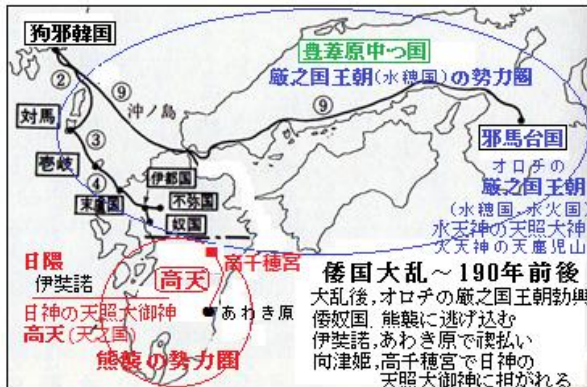 狗邪韓国
豊葦原中つ国
厳之国王朝(水穂国)の勢力圏
②
⑨
沖ノ島
⑨
対馬
邪馬台国
③
オロチの
厳之国王朝
(水穂国、水火国)
水天神の天照大神
火天神の天鹿児山
壱岐
④
伊都国
末盧国
不弥国
奴国
日隈
伊奘諾
日神の天照大御神
高天(天之国)
高天
高千穂宮
あわき原
熊襲の勢力圏
倭国大乱～190年前後
大乱後,オロチの厳之国王朝勃興
倭奴国、熊襲に逃げ込む
伊奘諾、あわき原で禊払い
向津姫、高千穂宮で日神の
天照大御神に担がれる